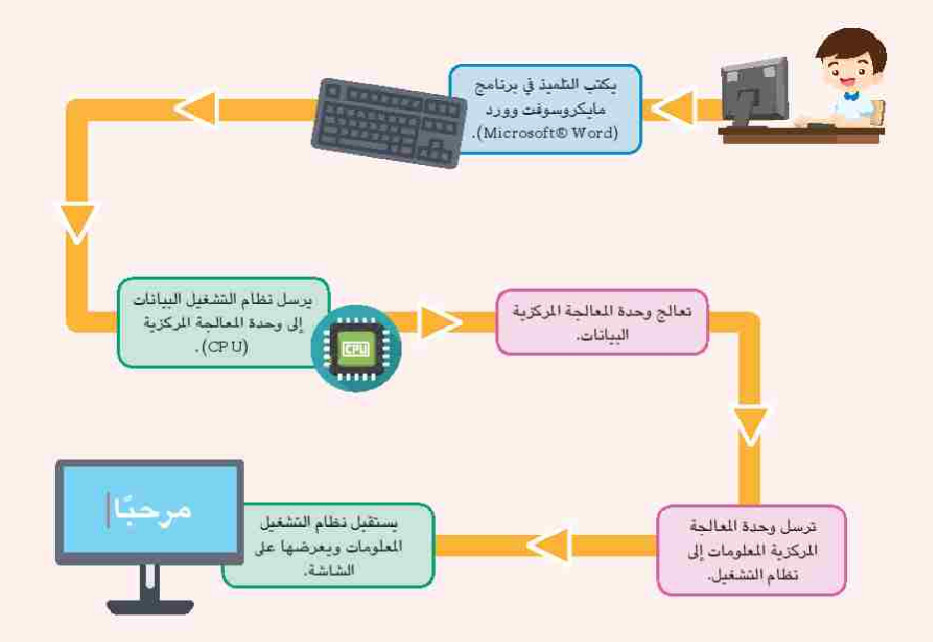 يكتب التلميذ في برنامج
مايكروسوفت وورد
(Microsoft® Word).
يرسل نظام التشغيل البيانات
إلى وحدة المعالجة المركزية
(CPU).
CPU
تعالج وحدة المعالجة المركزية
البيانات.
ترسل وحدة المعالجة
المركزية المعلومات إلى
نظام التشغيل.
يستقبل نظام التشغيل
المعلومات ويعرضها على
الشاشة.
مرحبًا